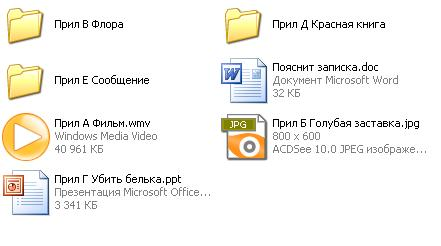 Прил В Флора
Прил Д Красная книга
Прил Е Сообщение
Пояснит записка.doc
Документ Microsoft Word
32 КБ
Прил А Фильм.wmv
Windows Media Video
40 961 КБ
JPG
Прил Б Голубая заставка.jpg
800 x 600
ACDSee 10.0 JPEG изображе...
Прил Г Убить белька.ppt
Презентация Microsoft Office...
3 341 КБ